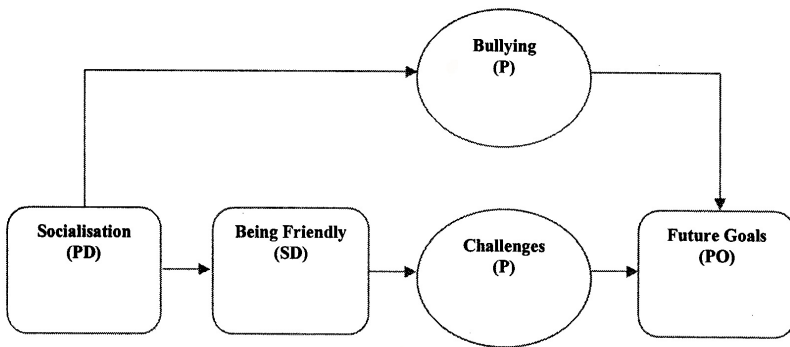 Bullying
(P)
Socialisation
(PD)
Being Friendly
(SD)
Challenges
(P)
Future Goals
(PO)